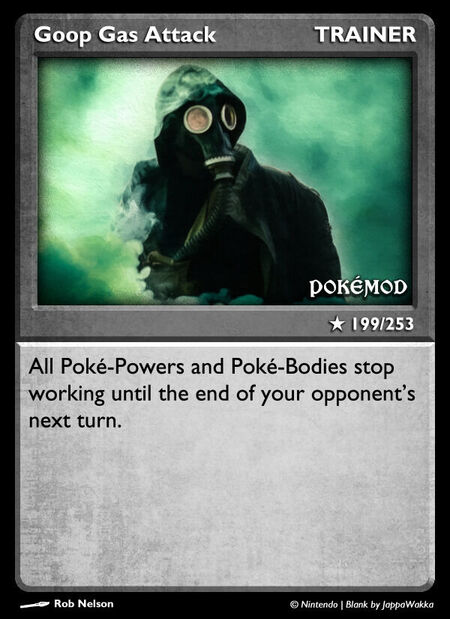 Goop Gas Attack TRAINER
POKÉMOD
★ 199/253
All Poké-Powers and Poké-Bodies stop
working until the end of your opponent's
next turn.
Rob Nelson © Nintendo | Blank by JappaWakka